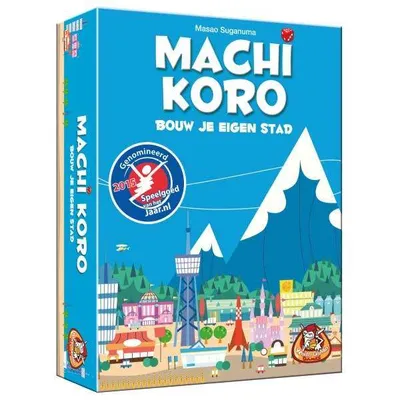 Masao Suganuma
MACHI
KORO
BOUW JE EIGEN STAD
Genomineerd
2015
Speelgoed
van het
Jaar.nl
MACHI KORO
BOUW JE EIGEN STAD